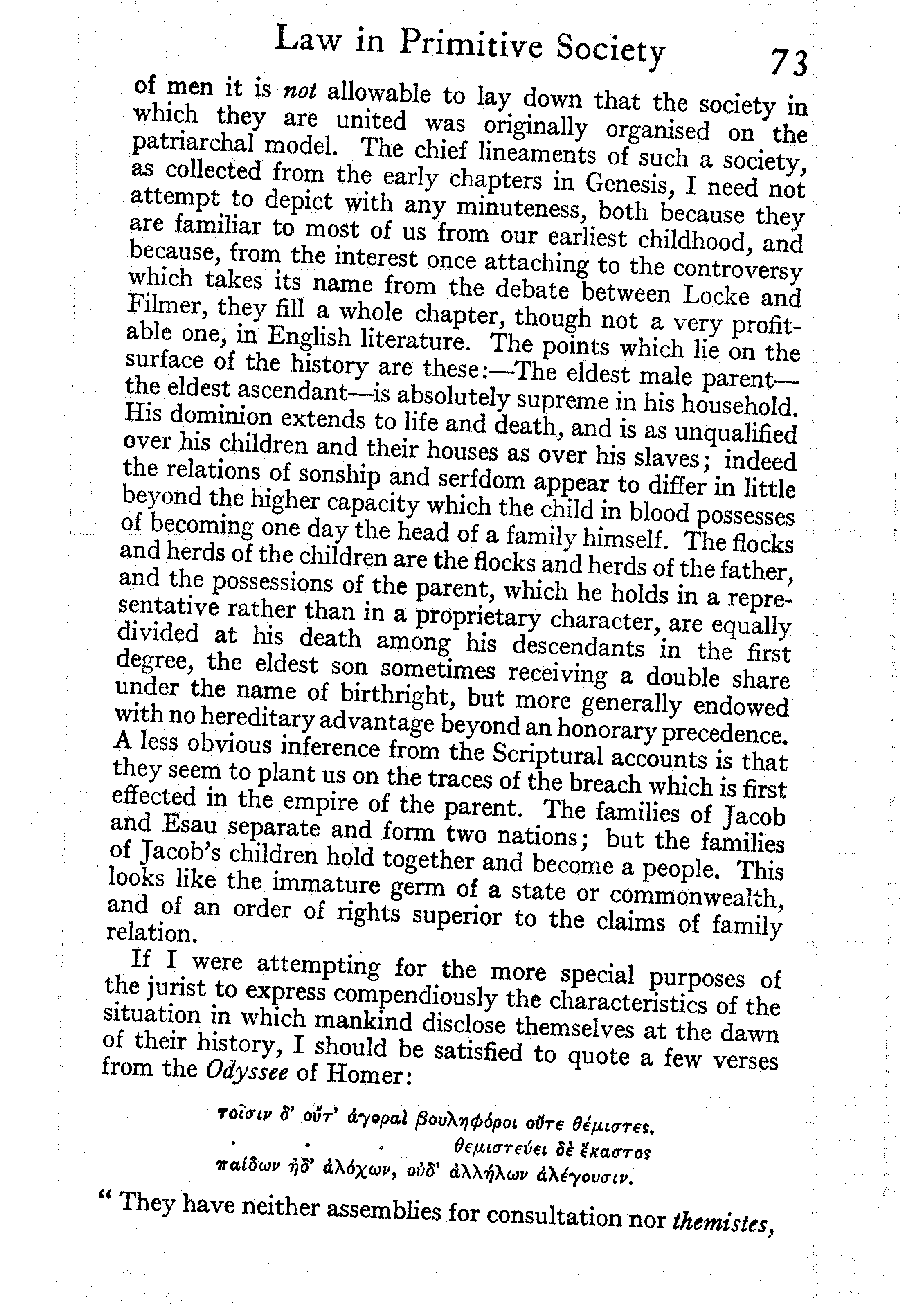 Law in Primitive Society 73
of men it is not allowable to lay down that the society in
which they are united was originally organised on the
patriarchal model. The chief lineaments of such a society,
as collected from the early chapters in Genesis, I need not
attempt to depict with any minuteness, both because they
are familiar to most of us from our earliest childhood, and
because, from the interest once attaching to the controversy
which takes its name from the debate between Locke and
Filmer, they fill a whole chapter, though not a very profit-
able one, in English literature. The points which lie on the
surface of the history are these:—The eldest male parent—
the eldest ascendant—is absolutely supreme in his household.
His dominion extends to life and death, and is as unqualified
over his children and their houses as over his slaves; indeed
the relations of sonship and serfdom appear to differ in little
beyond the higher capacity which the child in blood possesses
of becoming one day the head of a family himself. The flocks
and herds of the children are the flocks and herds of the father,
and the possessions of the parent, which he holds in a repre-
sentative rather than in a proprietary character, are equally
divided at his death among his descendants in the first
degree, the eldest son sometimes receiving a double share
under the name of birthright, but more generally endowed
with no hereditary advantage beyond an honorary precedence.
A less obvious inference from the Scriptural accounts is that
they seem to plant us on the traces of the breach which is first
effected in the empire of the parent. The families of Jacob
and Esau separate and form two nations; but the families
of Jacob's children hold together and become a people. This
looks like the immature germ of a state or commonwealth,
and of an order of rights superior to the claims of family
relation.
If I were attempting for the more special purposes of
the jurist to express compendiously the characteristics of the
situation in which mankind disclose themselves at the dawn
of their history, I should be satisfied to quote a few verses
from the Odyssee of Homer:
τοῖσιν δ' οὔτ' ἀγοραὶ βουληφόροι οὔτε θέμιστες.
. . . θεμιστεύει δὲ ἕκαστος
παίδων ἠδ' ἀλόχων, οὐδ' ἀλλήλων ἀλέγουσιν.
“ They have neither assemblies for consultation nor themistes,